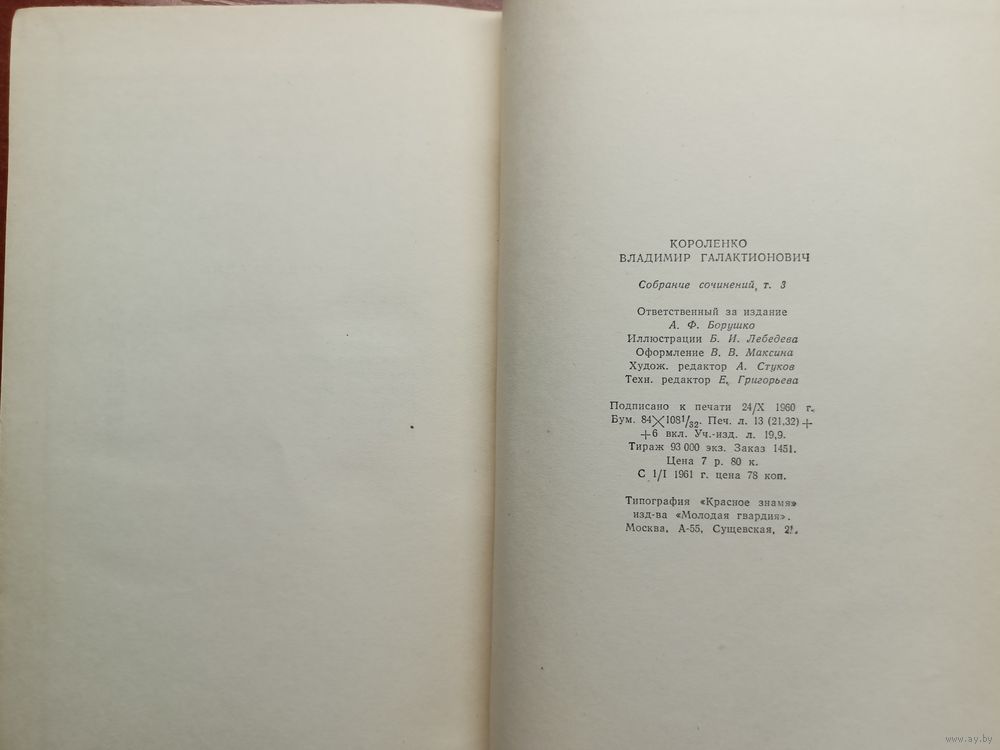 КОРОЛЕНКО
ВЛАДИМИР ГАЛАКТИОНОВИЧ
Собрание сочинений, т. 3
Ответственный за издание
А. Ф. Борушко
Иллюстрации Б. И. Лебедева
Оформление В. В. Максина
Худож. редактор А. Стуков
Техн. редактор Е. Григорьева
Подписано к печати 24/X 1960 г.
Бум. 84×108¹/₃₂. Печ. л. 13 (21,32)+
+6 вкл. Уч.-изд. л. 19,9.
Тираж 93 000 экз. Заказ 1451.
Цена 7 р. 80 к.
С 1/I 1961 г. цена 78 коп.
Типография «Красное знамя»
изд-ва «Молодая гвардия».
Москва, А-55, Сущевская, 21.
www.ay.by